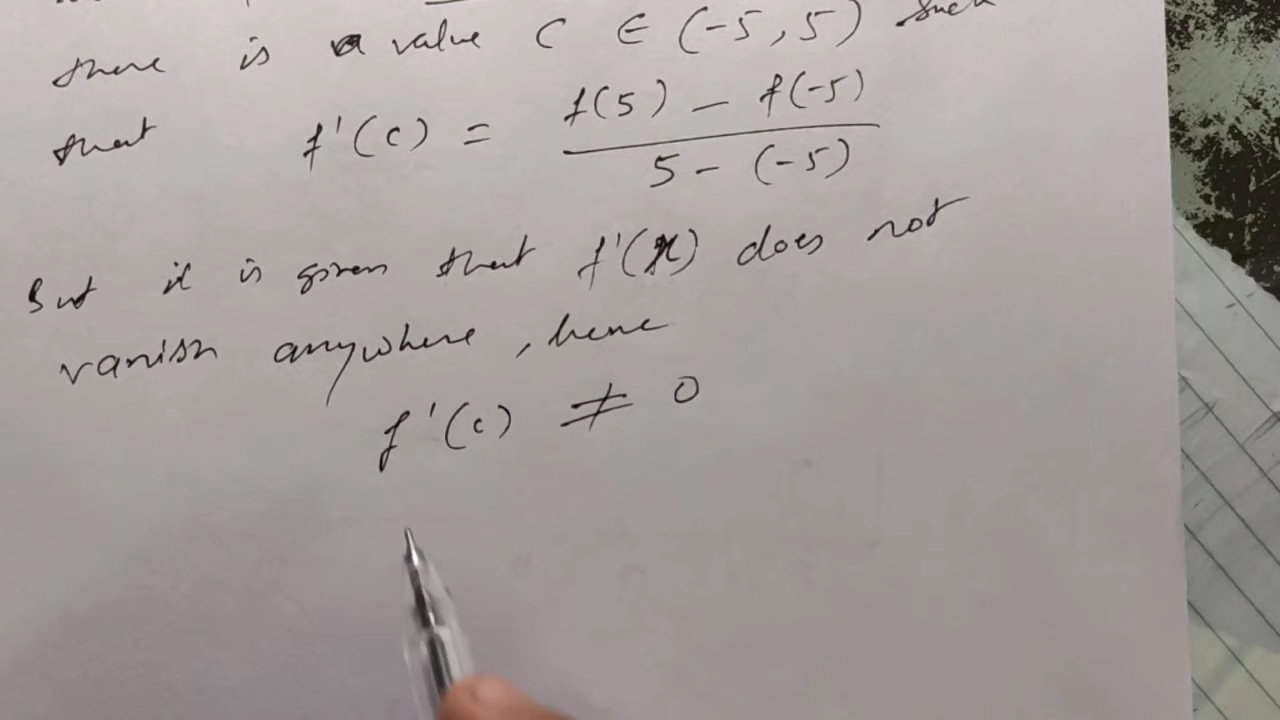 there is a value C ∈ (-5, 5) such
that f'(c) = \frac{f(5) - f(-5)}{5 - (-5)}
But it is given that f'(x) does not
vanish anywhere, hence
f'(c) ≠ 0